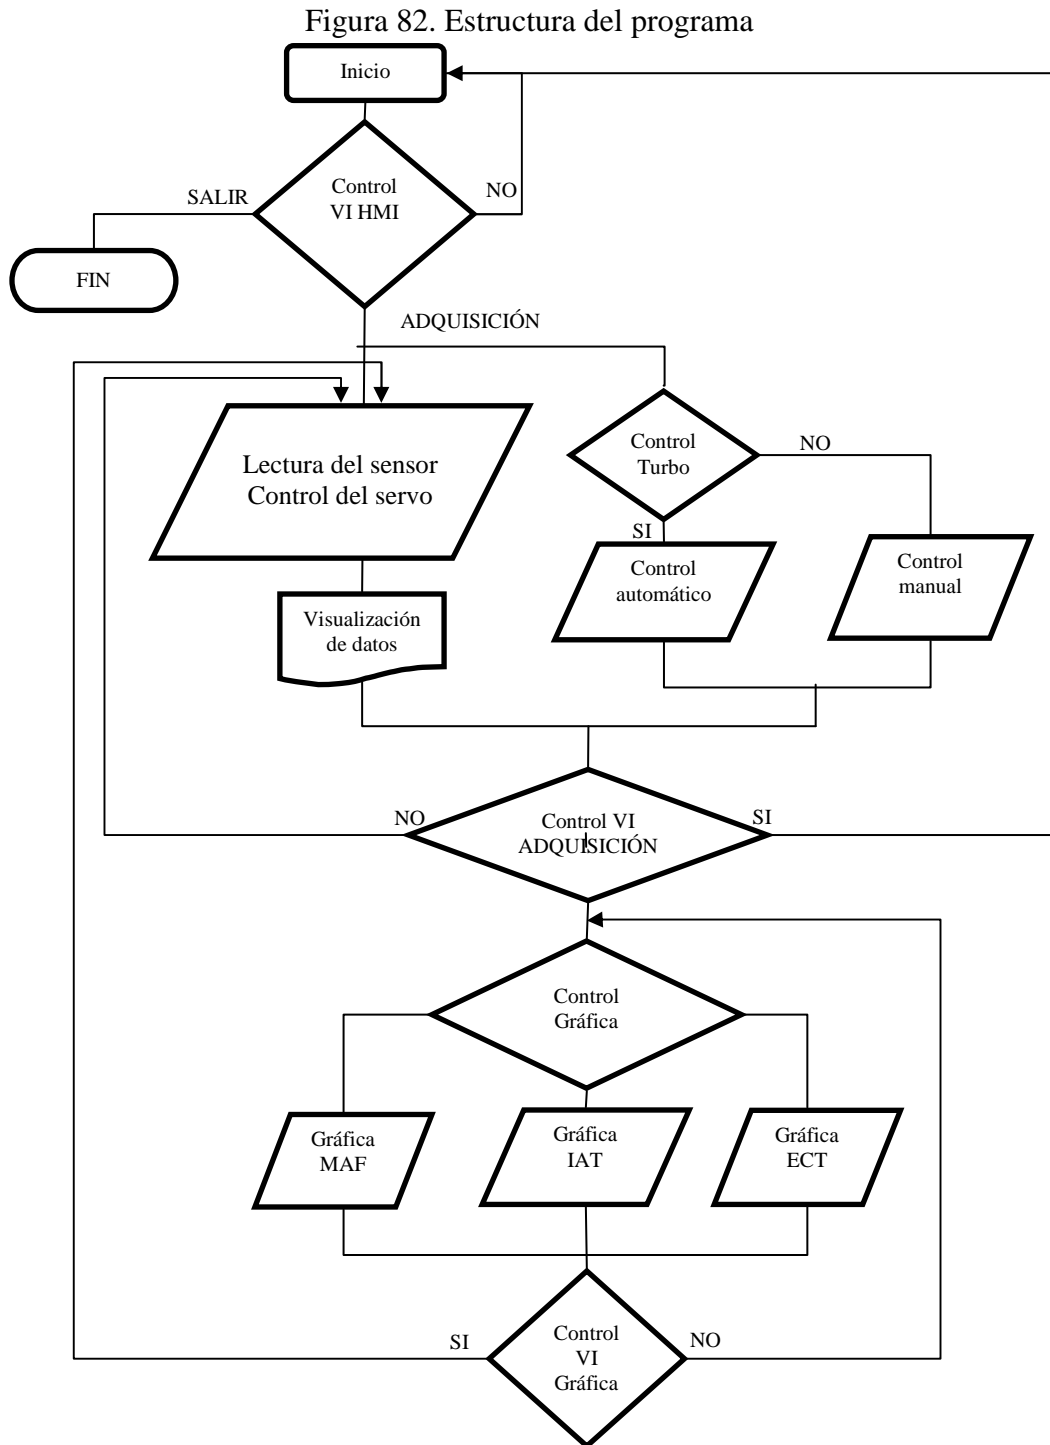 Figura 82. Estructura del programa
Inicio
Control
VI HMI
SALIR
NO
FIN
ADQUISICIÓN
Lectura del sensor
Control del servo
Control
Turbo
NO
SI
Control
automático
Control
manual
Visualización
de datos
NO
Control VI
ADQUISICIÓN
SI
Control
Gráfica
Gráfica
MAF
Gráfica
IAT
Gráfica
ECT
SI
Control
VI
Gráfica
NO